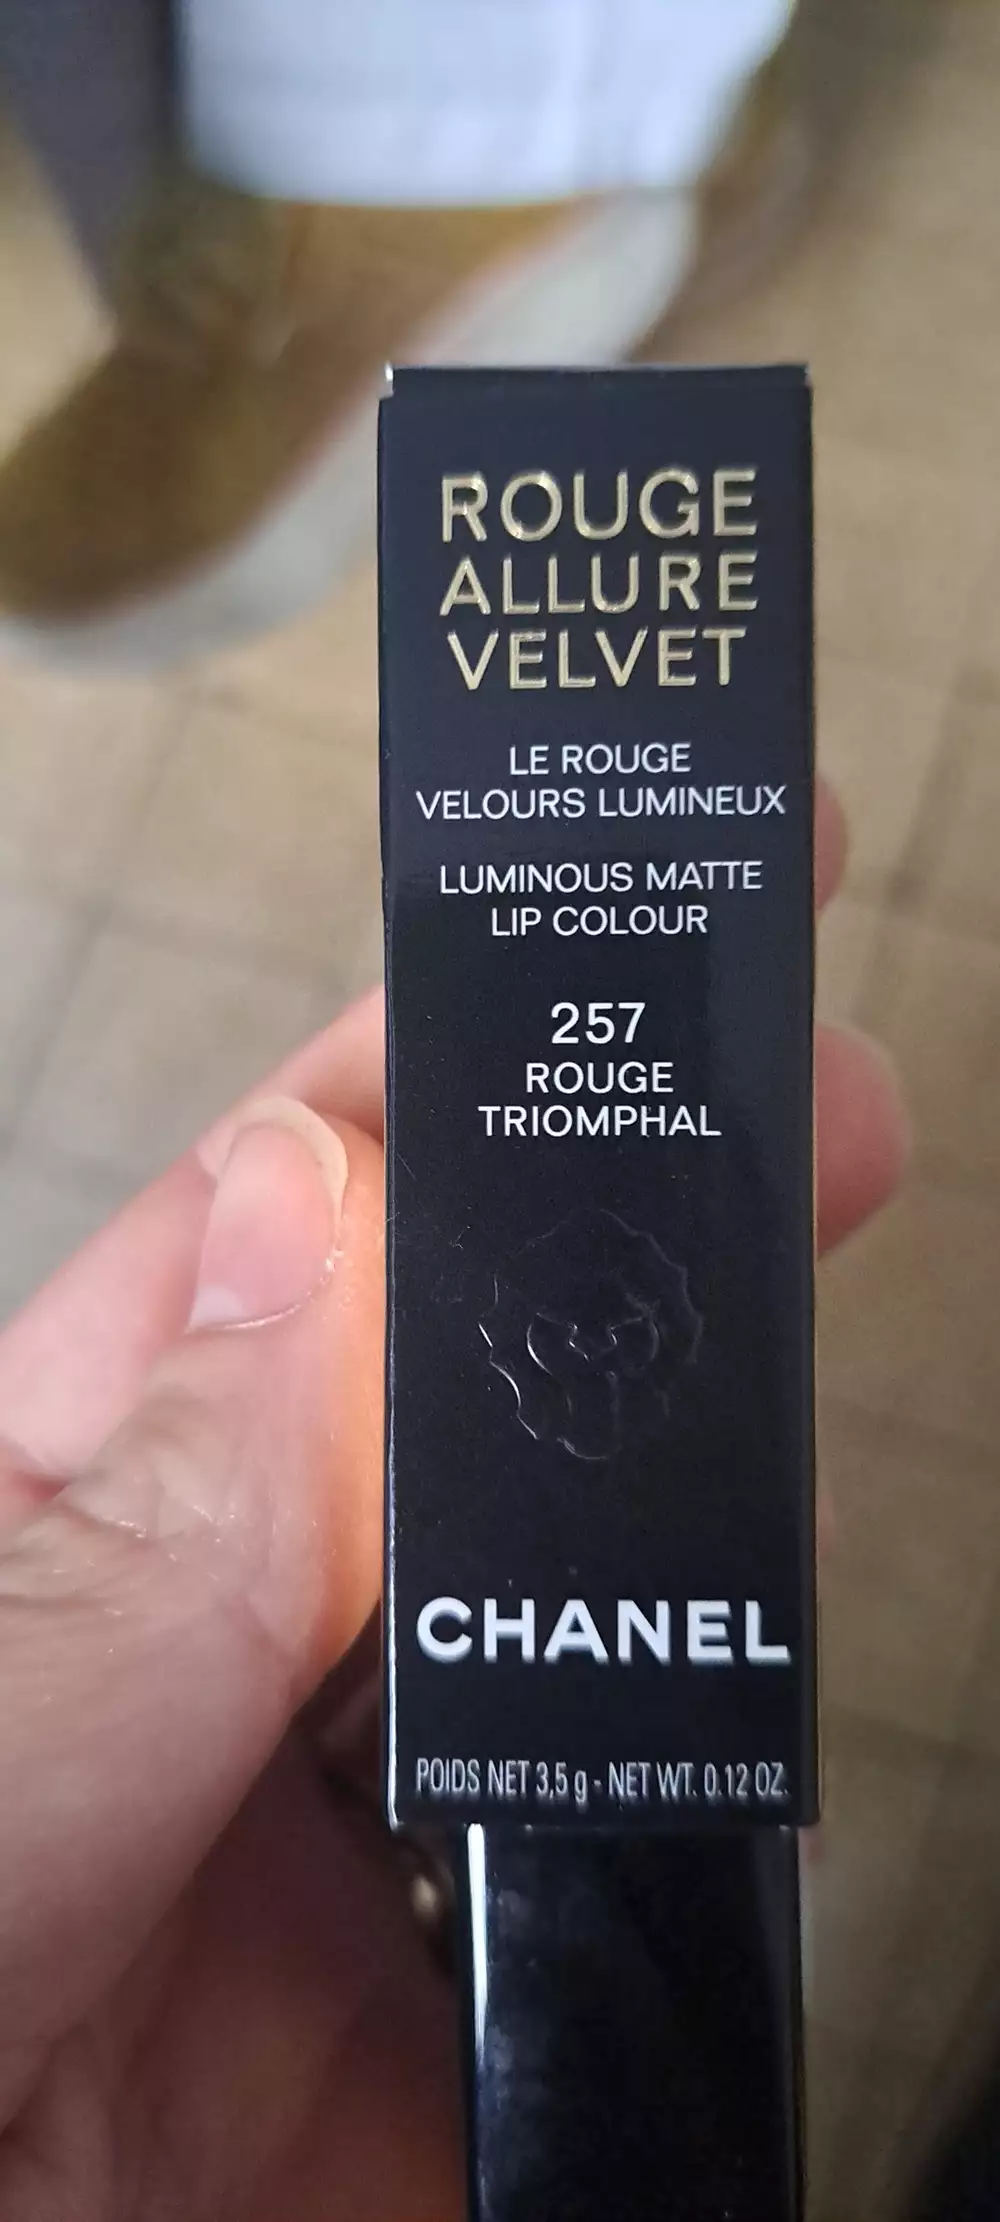 ROUGE
ALLURE
VELVET
LE ROUGE
VELOURS LUMINEUX
LUMINOUS MATTE
LIP COLOUR
257
ROUGE
TRIOMPHAL
CHANEL
POIDS NET 3,5 g - NET WT. 0.12 OZ.